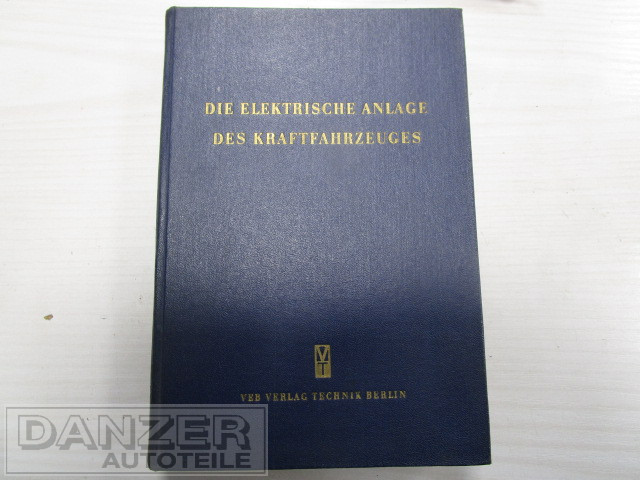 DIE ELEKTRISCHE ANLAGE
DES KRAFTFAHRZEUGES
VT
VEB VERLAG TECHNIK BERLIN
DANZER
AUTOTEILE